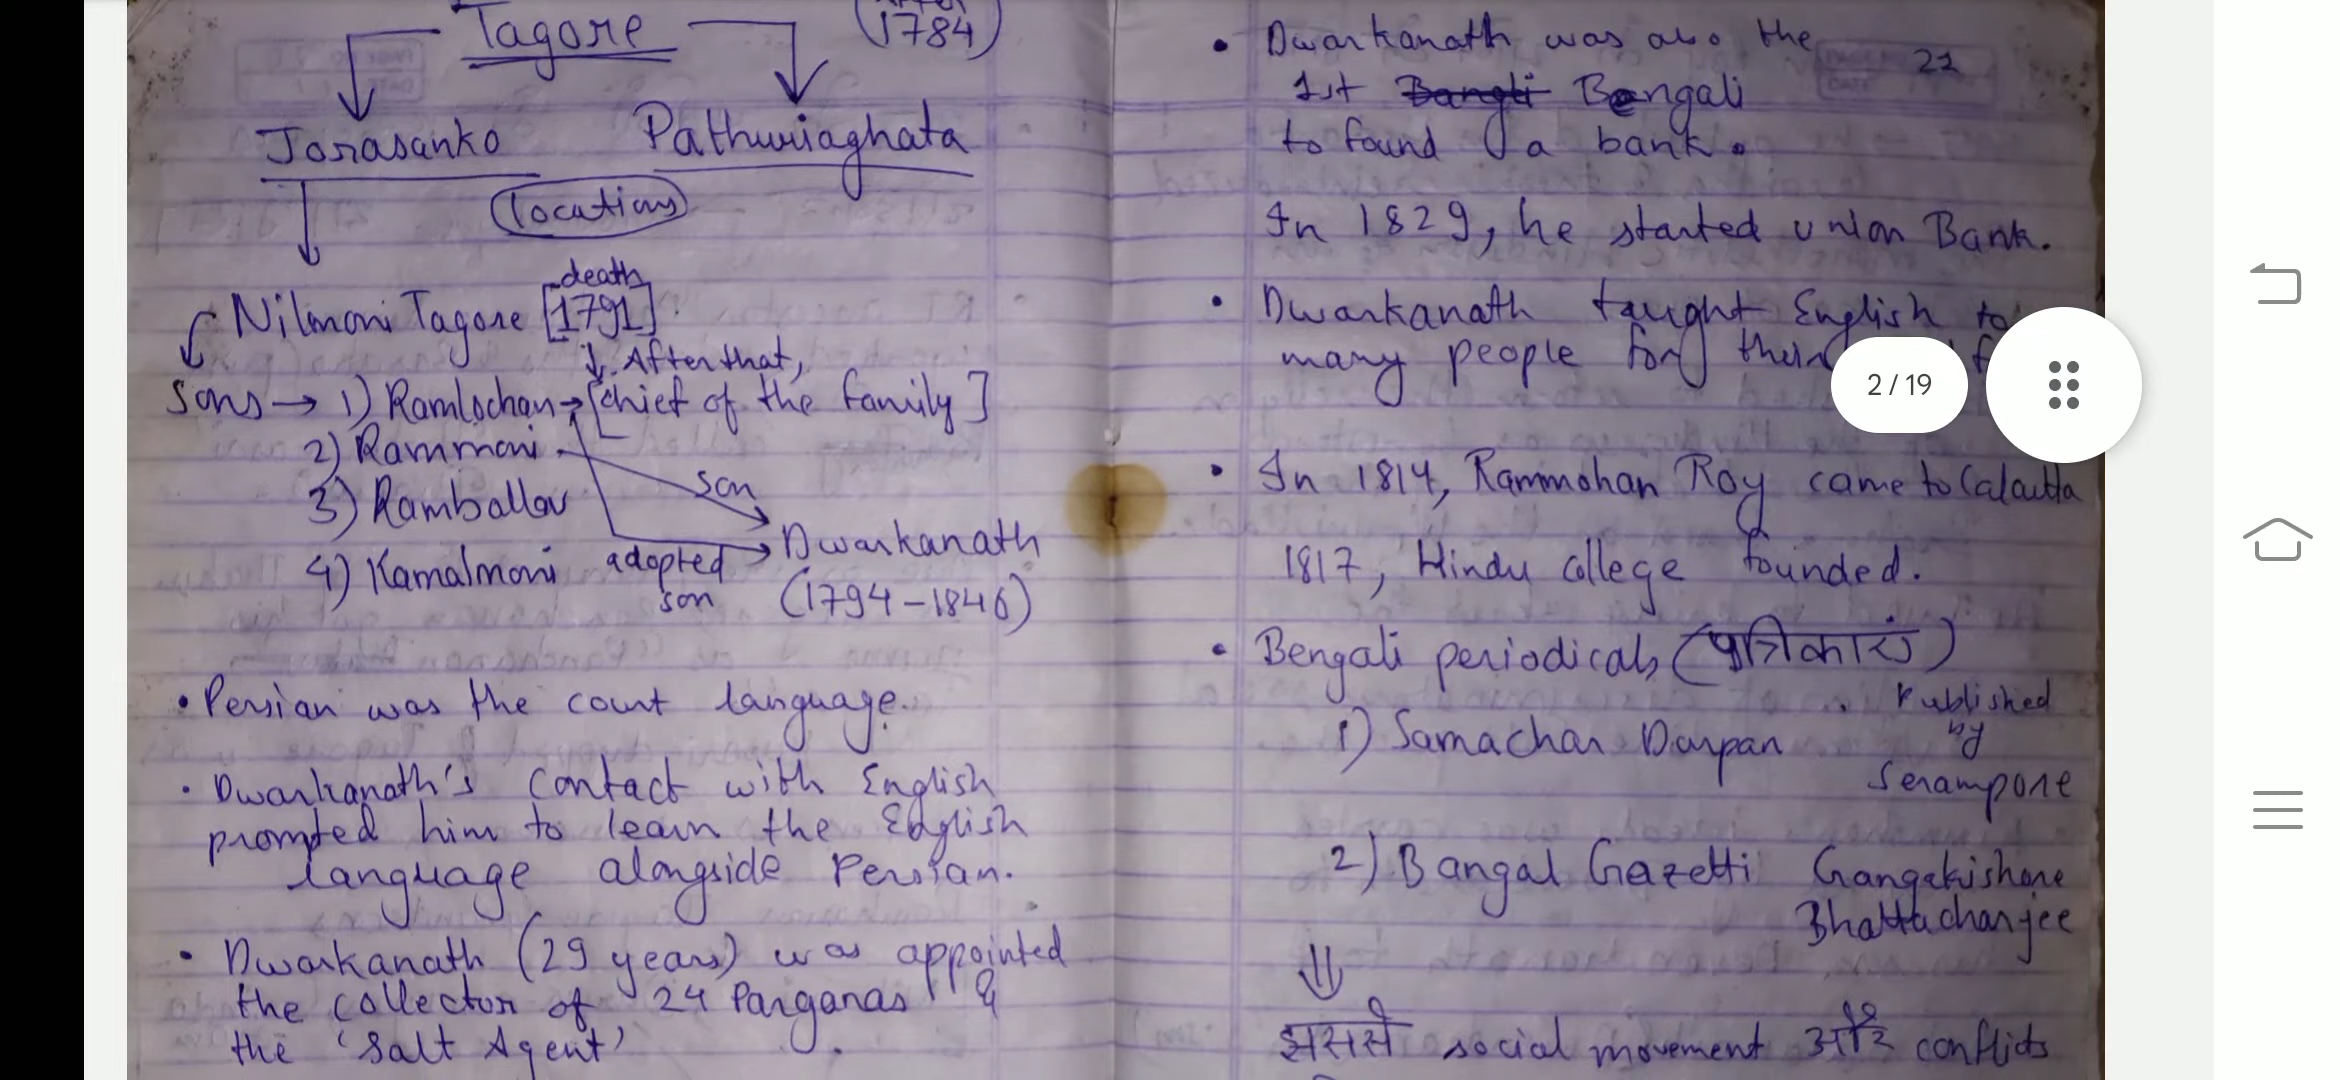 Tagore
(After
1784)
Jorasanko Pathuriaghata
(locations)
death
Nilmoni Tagore [1791]
↓ After that,
Sons → 1) Ramlochan → [chief of the family]
2) Rammoni
son
3) Ramballav
Dwarkanath
4) Kamalmoni adopted
son (1794-1846)
• Persian was the court language.
• Dwarkanath's contact with English
prompted him to learn the English
language alongside Persian.
• Dwarkanath (29 years) was appointed
the collector of 24 Parganas &
the 'Salt Agent'.
PAGE NO.
DATE
21
• Dwarkanath was also the
1st Bangli Bengali
to found a bank.
In 1829, he started union Bank.
• Dwarkanath taught English to
many people for their
• In 1814, Rammohan Roy came to Calcutta
1817, Hindu college founded.
• Bengali periodicals (पत्रिकाएं)
Published
by
1) Samachar Darpan
Serampore
2) Bangal Gazetti Gangakishore
Bhattacharjee
⇓
इससे social movement और conflicts
2/19